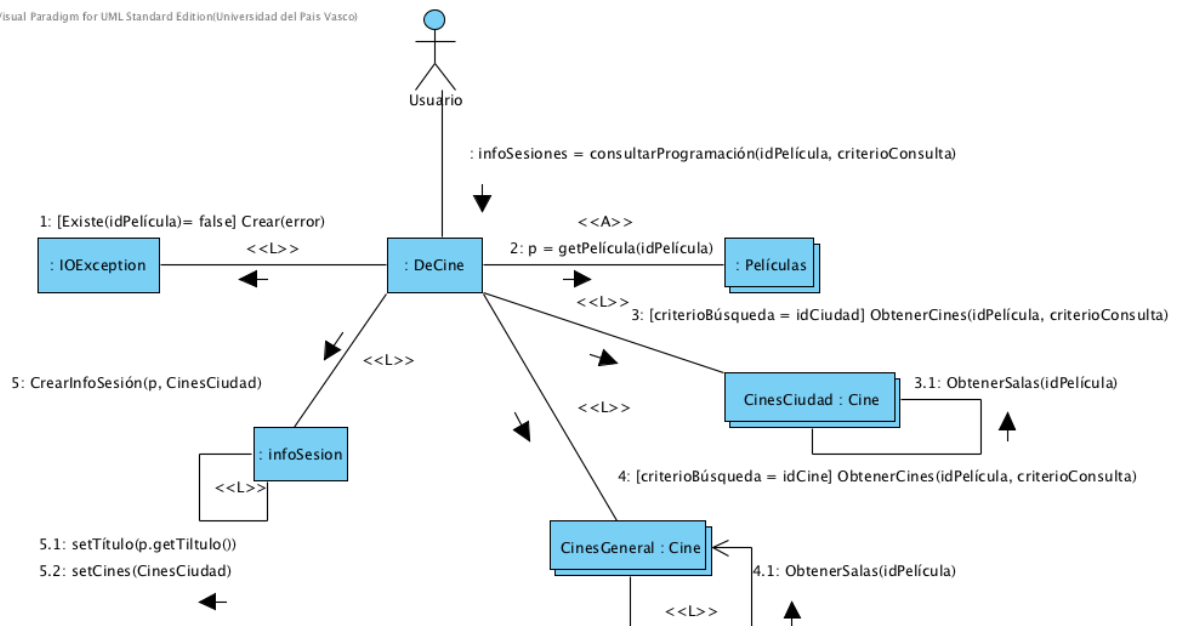 Visual Paradigm for UML Standard Edition(Universidad del Pais Vasco)
Usuario
: infoSesiones = consultarProgramación(idPelícula, criterioConsulta)
1: [Existe(idPelícula)= false] Crear(error)
<<A>>
<<L>>
2: p = getPelícula(idPelícula)
: IOException
: DeCine
: Películas
<<L>>
3: [criterioBúsqueda = idCiudad] ObtenerCines(idPelícula, criterioConsulta)
<<L>>
5: CrearInfoSesión(p, CinesCiudad)
3.1: ObtenerSalas(idPelícula)
CinesCiudad : Cine
<<L>>
: infoSesion
4: [criterioBúsqueda = idCine] ObtenerCines(idPelícula, criterioConsulta)
<<L>>
5.1: setTítulo(p.getTiltulo())
CinesGeneral : Cine
5.2: setCines(CinesCiudad)
4.1: ObtenerSalas(idPelícula)
<<L>>